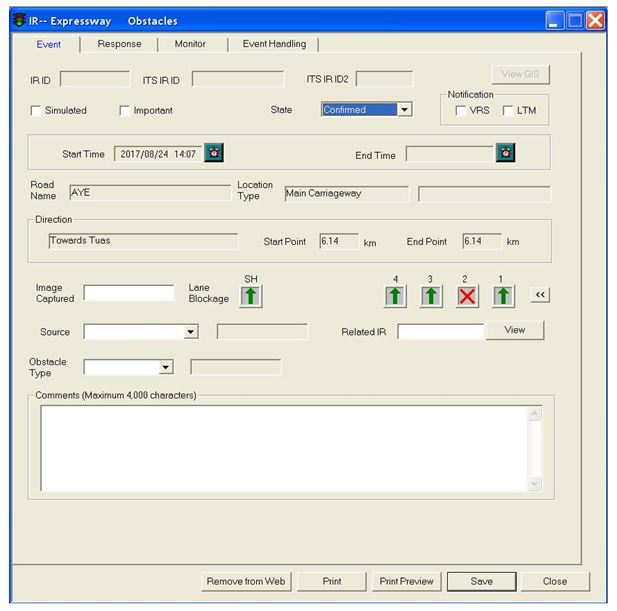 IR-- Expressway Obstacles
Event Response Monitor Event Handling
IR ID ITS IR ID ITS IR ID2 View GIS
Notification
Simulated Important State Confirmed VRS LTM
Start Time 2017/08/24 14:07 End Time
Road Name AYE Location Type Main Carriageway
Direction
Towards Tuas Start Point 6.14 km End Point 6.14 km
SH 4 3 2 1
Image Captured Lane Blockage <<
Source Related IR View
Obstacle Type
Comments (Maximum 4,000 characters)
Remove from Web Print Print Preview Save Close